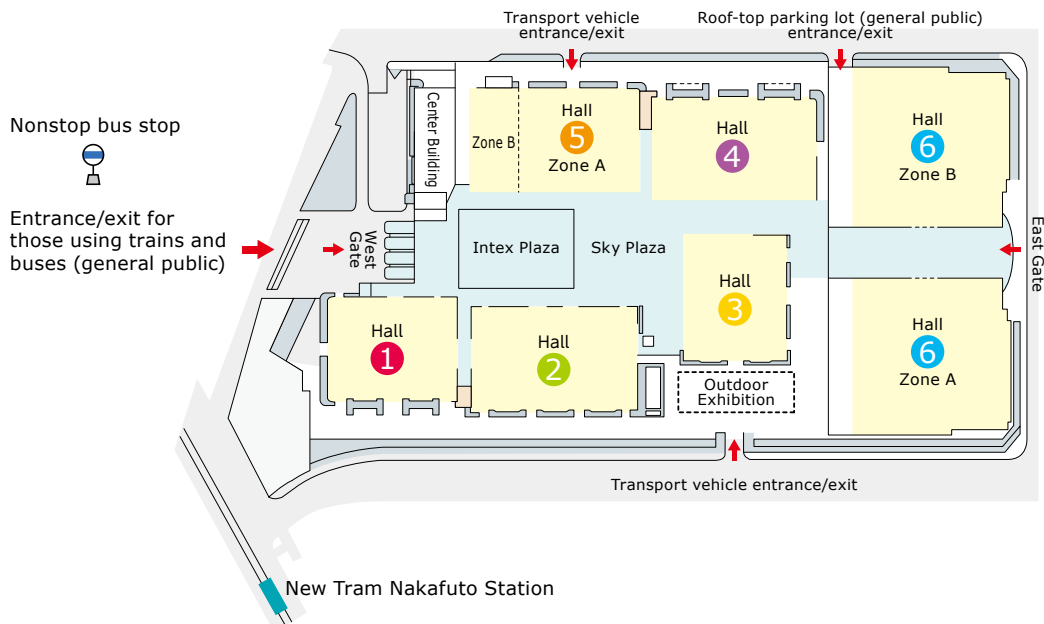 Transport vehicle
entrance/exit
Roof-top parking lot (general public)
entrance/exit
Nonstop bus stop
Entrance/exit for
those using trains and
buses (general public)
Center Building
Zone B
Hall
5
Zone A
Hall
4
Hall
6
Zone B
West
Gate
Intex Plaza
Sky Plaza
East Gate
Hall
1
Hall
2
Hall
3
Hall
6
Zone A
Outdoor
Exhibition
Transport vehicle entrance/exit
New Tram Nakafuto Station